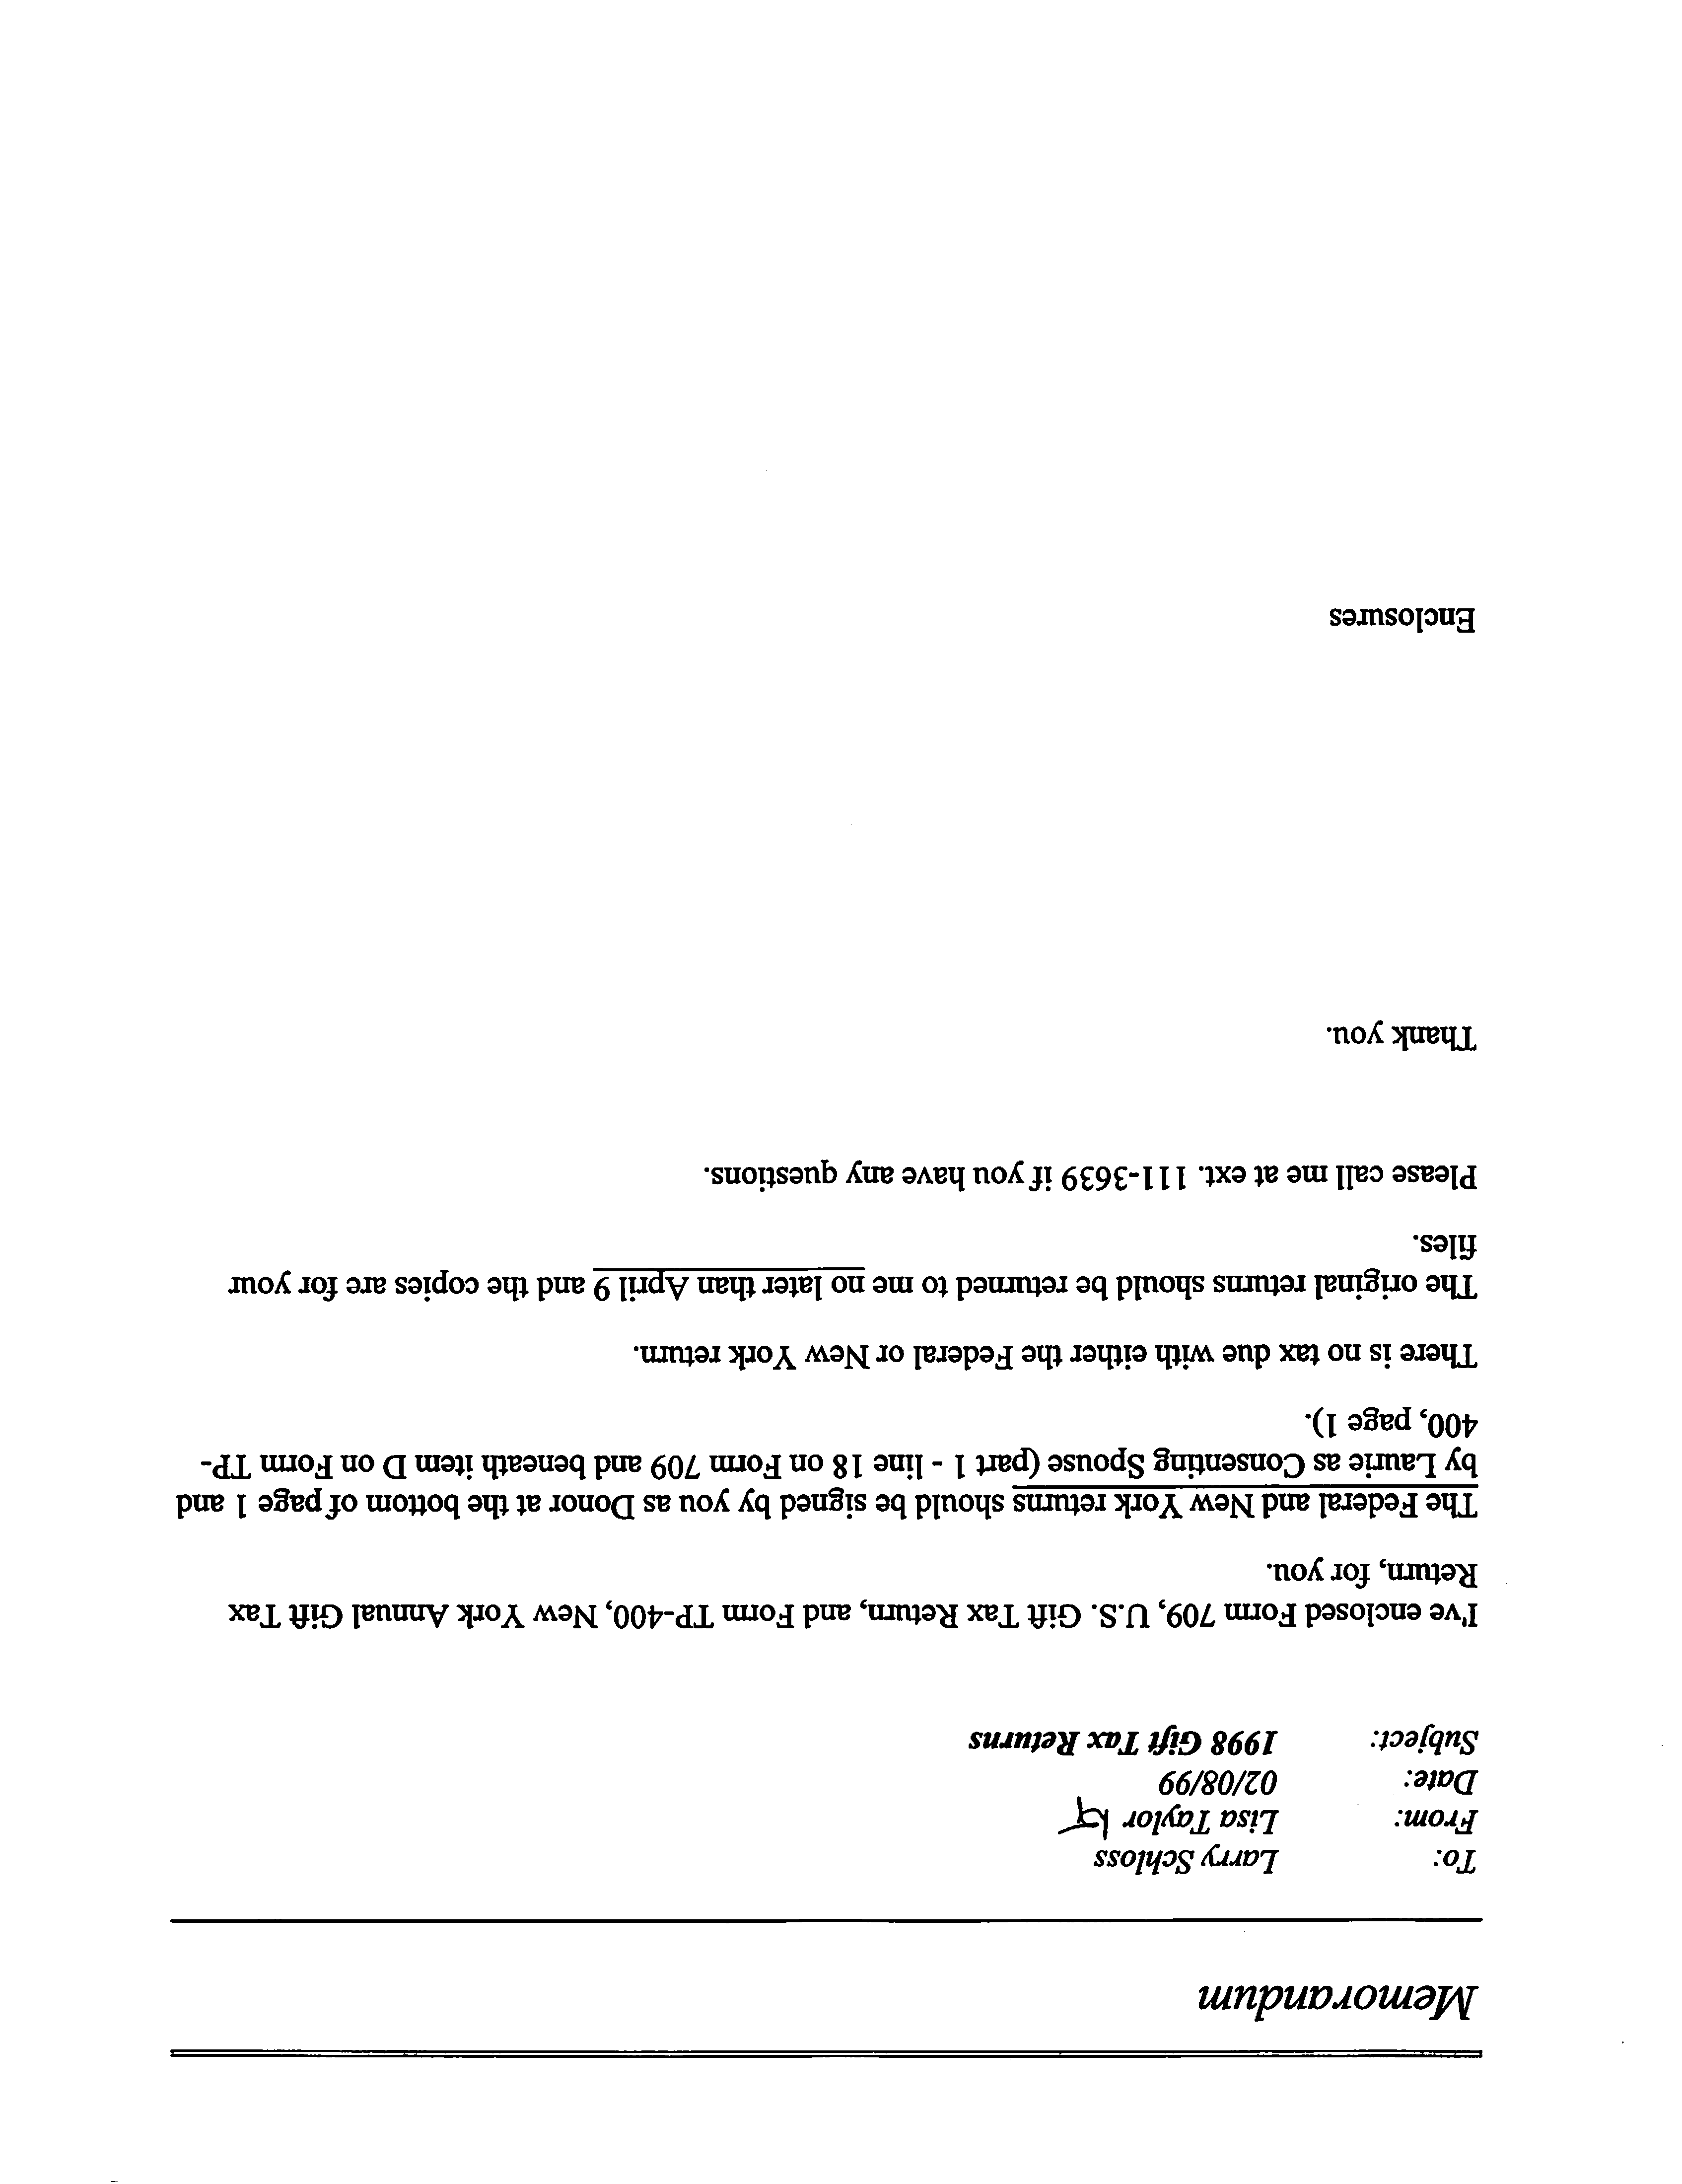 Memorandum
To: Larry Schloss
From: Lisa Taylor lt
Date: 02/08/99
Subject: 1998 Gift Tax Returns
I've enclosed Form 709, U.S. Gift Tax Return, and Form TP-400, New York Annual Gift Tax
Return, for you.
The Federal and New York returns should be signed by you as Donor at the bottom of page 1 and
by Laurie as Consenting Spouse (part 1 - line 18 on Form 709 and beneath item D on Form TP-
400, page 1).
There is no tax due with either the Federal or New York return.
The original returns should be returned to me no later than April 9 and the copies are for your
files.
Please call me at ext. 111-3639 if you have any questions.
Thank you.
Enclosures